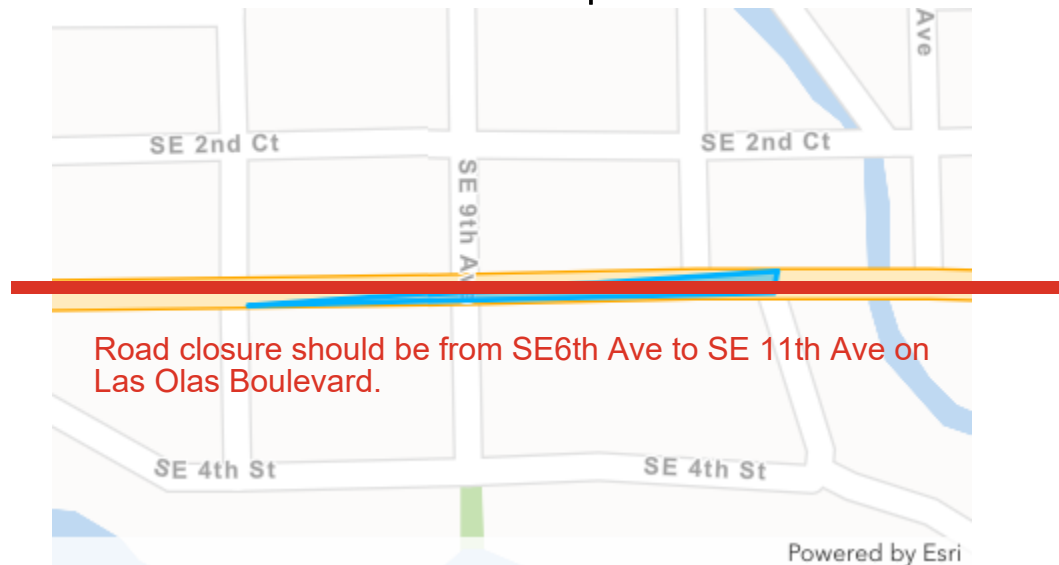 Ave
SE 2nd Ct
SE 2nd Ct
SE 9th Av
Road closure should be from SE6th Ave to SE 11th Ave on
Las Olas Boulevard.
SE 4th St
SE 4th St
Powered by Esri